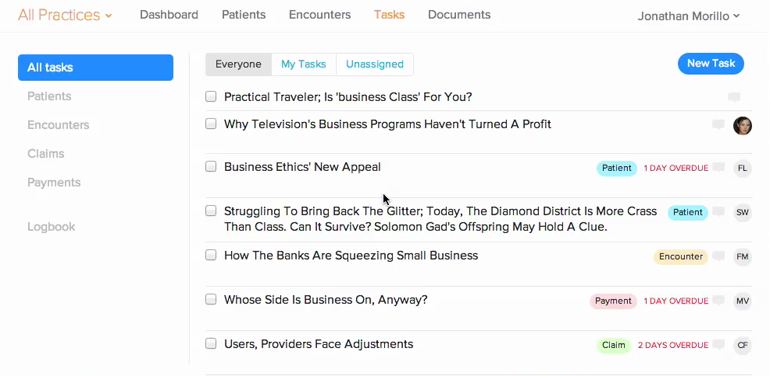 All Practices Dashboard Patients Encounters Tasks Documents Jonathan Morillo
All tasks
Patients
Encounters
Claims
Payments
Logbook
Everyone My Tasks Unassigned New Task
Practical Traveler; Is 'business Class' For You?
Why Television's Business Programs Haven't Turned A Profit
Business Ethics' New Appeal Patient 1 DAY OVERDUE FL
Struggling To Bring Back The Glitter; Today, The Diamond District Is More Crass Patient SW
Than Class. Can It Survive? Solomon Gad's Offspring May Hold A Clue.
How The Banks Are Squeezing Small Business Encounter FM
Whose Side Is Business On, Anyway? Payment 1 DAY OVERDUE MV
Users, Providers Face Adjustments Claim 2 DAYS OVERDUE CF